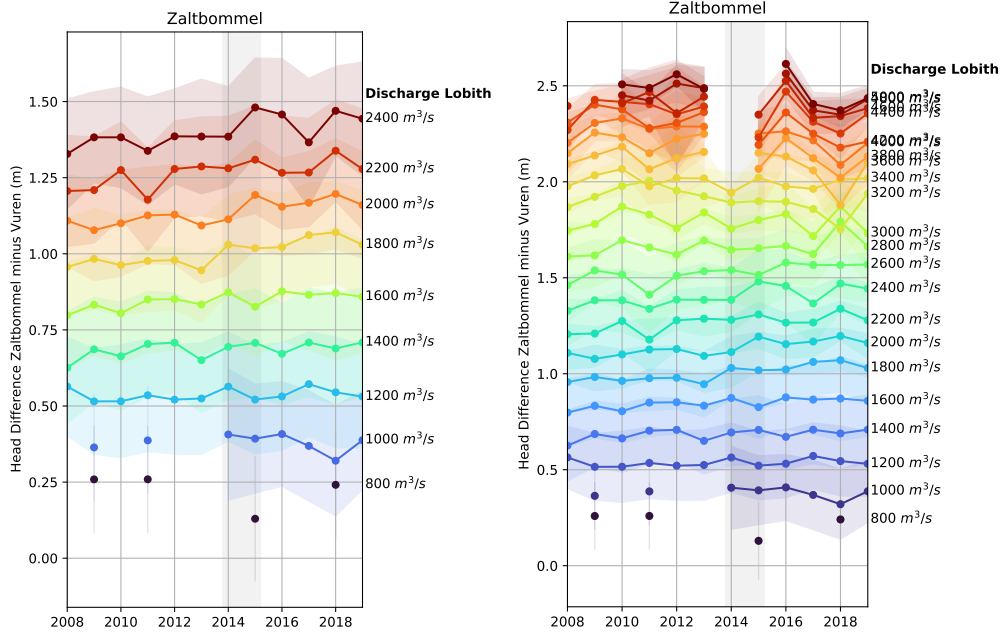 Zaltbommel
Head Difference Zaltbommel minus Vuren (m)
1.50
1.25
1.00
0.75
0.50
0.25
0.00
2008
2010
2012
2014
2016
2018
Discharge Lobith
2400 m³/s
2200 m³/s
2000 m³/s
1800 m³/s
1600 m³/s
1400 m³/s
1200 m³/s
1000 m³/s
800 m³/s
Zaltbommel
Head Difference Zaltbommel minus Vuren (m)
2.5
2.0
1.5
1.0
0.5
0.0
2008
2010
2012
2014
2016
2018
Discharge Lobith
5000 m³/s
4400 m³/s
3400 m³/s
3200 m³/s
3000 m³/s
2800 m³/s
2600 m³/s
2400 m³/s
2200 m³/s
2000 m³/s
1800 m³/s
1600 m³/s
1400 m³/s
1200 m³/s
1000 m³/s
800 m³/s